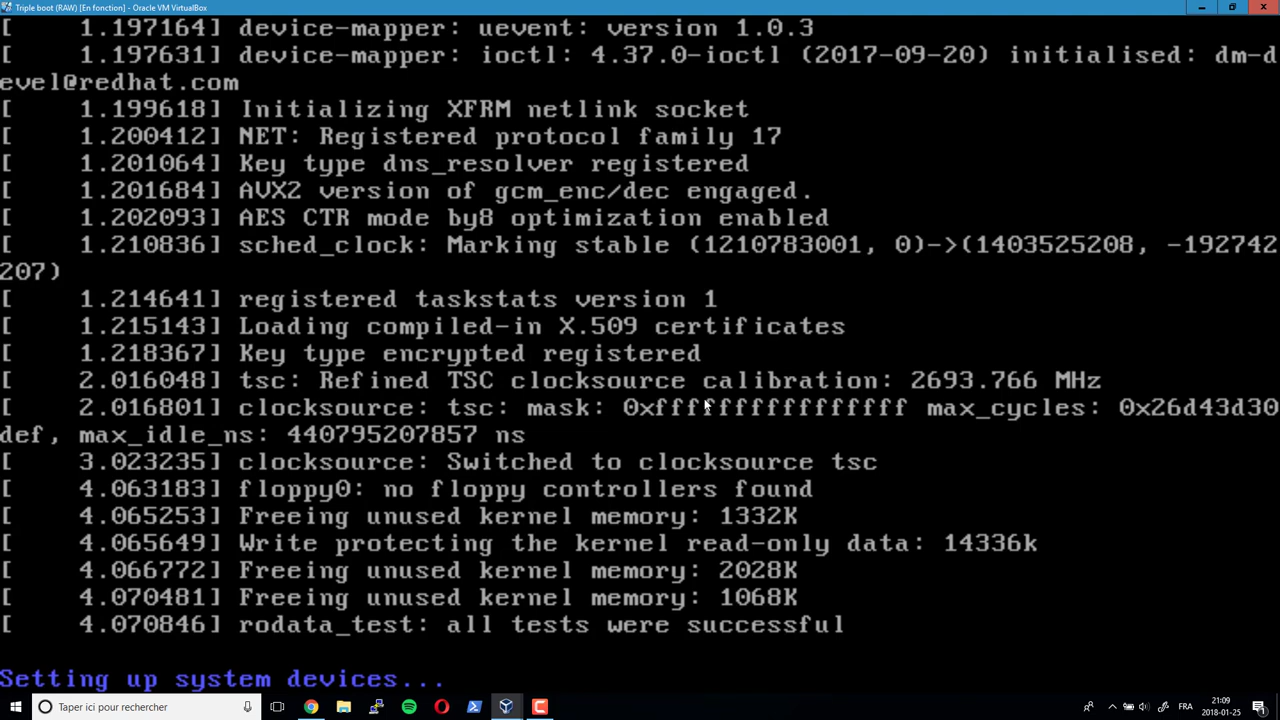 Triple boot (RAW) [En fonction] - Oracle VM VirtualBox
[    1.197164] device-mapper: uevent: version 1.0.3
[    1.197631] device-mapper: ioctl: 4.37.0-ioctl (2017-09-20) initialised: dm-d
evel@redhat.com
[    1.199618] Initializing XFRM netlink socket
[    1.200412] NET: Registered protocol family 17
[    1.201064] Key type dns_resolver registered
[    1.201684] AVX2 version of gcm_enc/dec engaged.
[    1.202093] AES CTR mode by8 optimization enabled
[    1.210836] sched_clock: Marking stable (1210783001, 0)->(1403525208, -192742
207)
[    1.214641] registered taskstats version 1
[    1.215143] Loading compiled-in X.509 certificates
[    1.218367] Key type encrypted registered
[    2.016048] tsc: Refined TSC clocksource calibration: 2693.766 MHz
[    2.016801] clocksource: tsc: mask: 0xffffffffffffffff max_cycles: 0x26d43d30
def, max_idle_ns: 440795207857 ns
[    3.023235] clocksource: Switched to clocksource tsc
[    4.063183] floppy0: no floppy controllers found
[    4.065253] Freeing unused kernel memory: 1332K
[    4.065649] Write protecting the kernel read-only data: 14336k
[    4.066772] Freeing unused kernel memory: 2028K
[    4.070481] Freeing unused kernel memory: 1068K
[    4.070846] rodata_test: all tests were successful
Setting up system devices...
Taper ici pour rechercher
FRA
21:09
2018-01-25
1